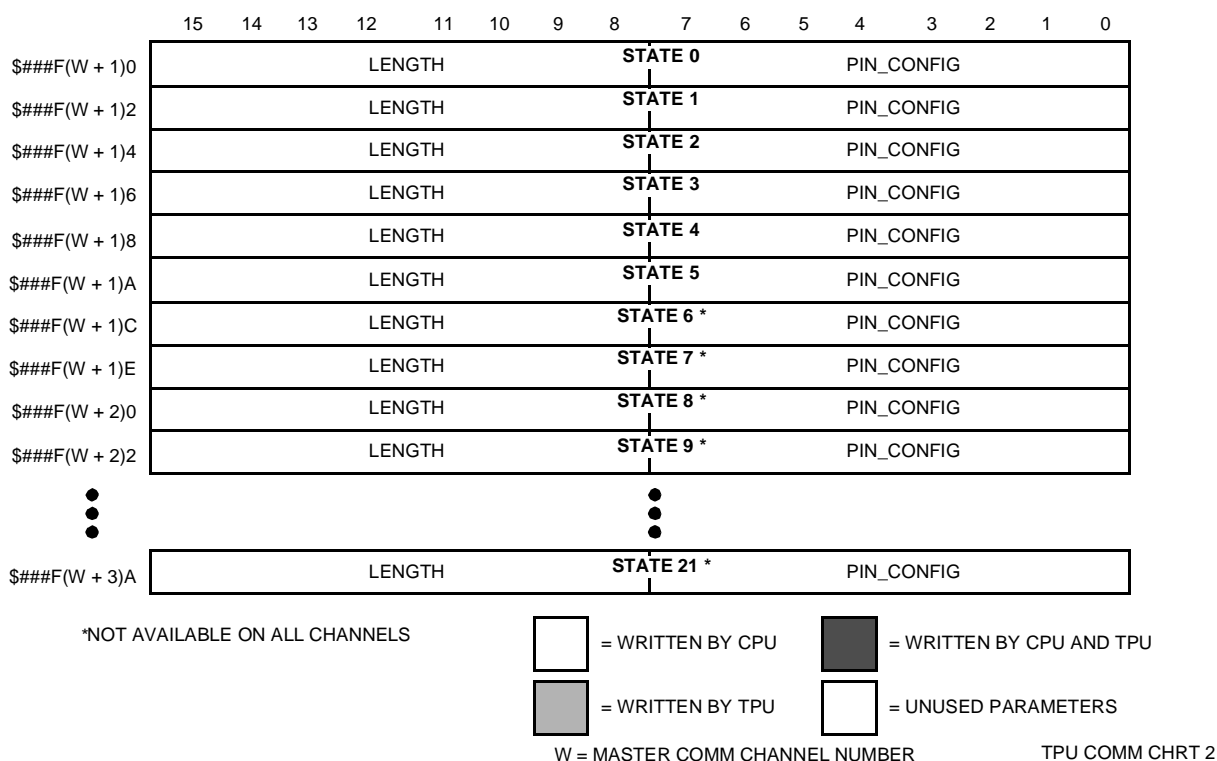 15 14 13 12 11 10 9 8 7 6 5 4 3 2 1 0
$###F(W + 1)0 LENGTH STATE 0 PIN_CONFIG
$###F(W + 1)2 LENGTH STATE 1 PIN_CONFIG
$###F(W + 1)4 LENGTH STATE 2 PIN_CONFIG
$###F(W + 1)6 LENGTH STATE 3 PIN_CONFIG
$###F(W + 1)8 LENGTH STATE 4 PIN_CONFIG
$###F(W + 1)A LENGTH STATE 5 PIN_CONFIG
$###F(W + 1)C LENGTH STATE 6 * PIN_CONFIG
$###F(W + 1)E LENGTH STATE 7 * PIN_CONFIG
$###F(W + 2)0 LENGTH STATE 8 * PIN_CONFIG
$###F(W + 2)2 LENGTH STATE 9 * PIN_CONFIG
$###F(W + 3)A LENGTH STATE 21 * PIN_CONFIG
*NOT AVAILABLE ON ALL CHANNELS
= WRITTEN BY CPU
= WRITTEN BY CPU AND TPU
= WRITTEN BY TPU
= UNUSED PARAMETERS
W = MASTER COMM CHANNEL NUMBER
TPU COMM CHRT 2